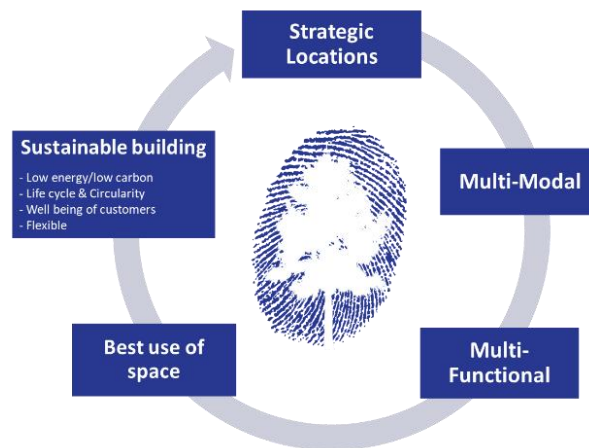 Strategic
Locations
Multi-Modal
Multi-
Functional
Best use of
space
Sustainable building
- Low energy/low carbon
- Life cycle & Circularity
- Well being of customers
- Flexible